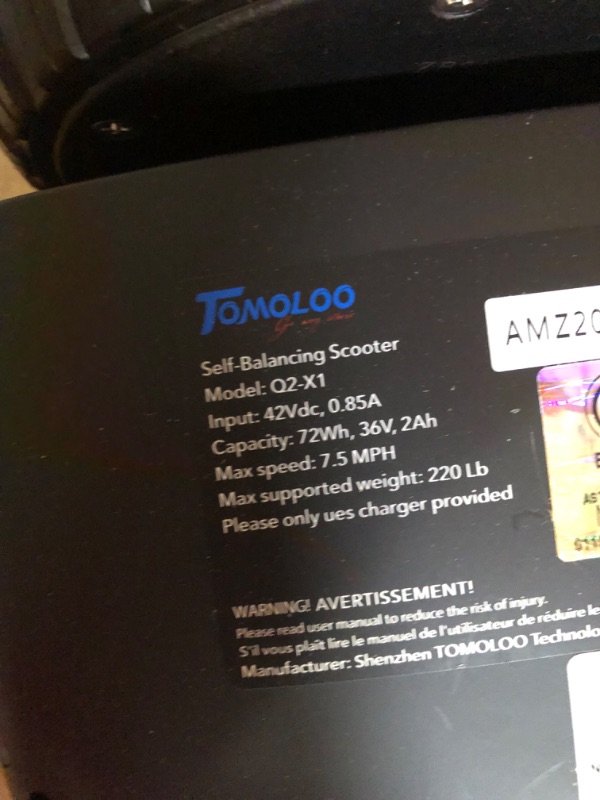 TOMOLOO
Self-Balancing Scooter
Model: Q2-X1
Input: 42Vdc, 0.85A
Capacity: 72Wh, 36V, 2Ah
Max speed: 7.5 MPH
Max supported weight: 220 Lb
Please only ues charger provided
WARNING! AVERTISSEMENT!
Please read user manual to reduce the risk of injury.
S'il vous plaît lire le manuel de l'utilisateur de réduire le
Manufacturer: Shenzhen TOMOLOO Technolo
AMZ20